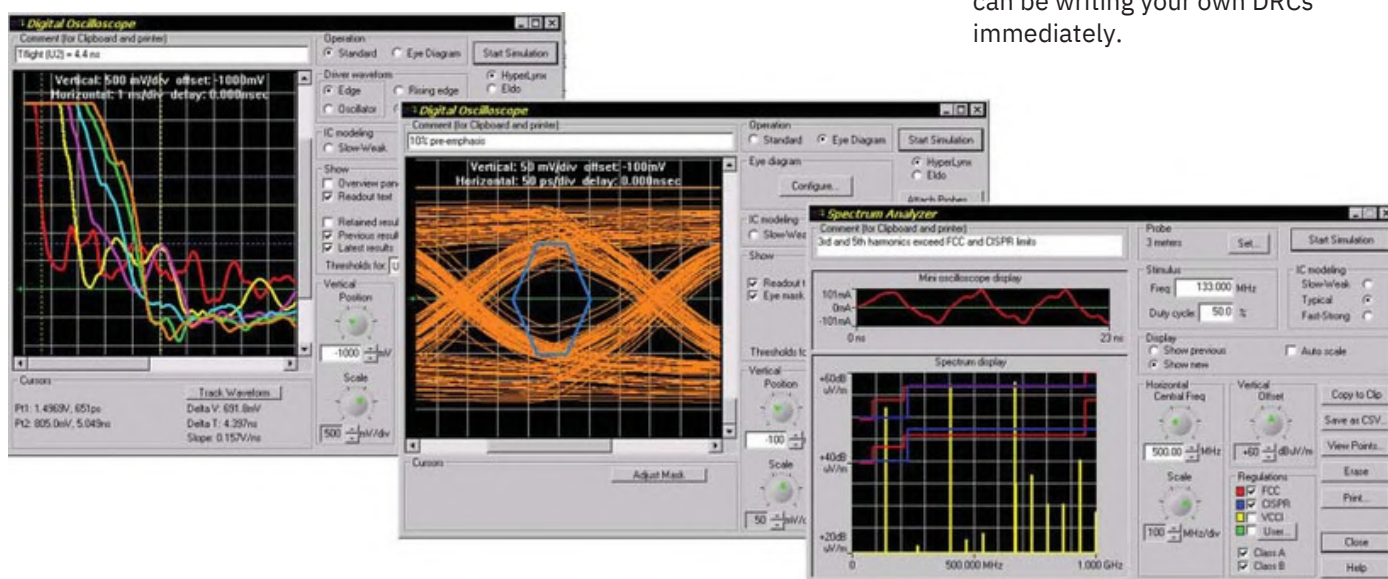 can be writing your own DRCs
immediately.
Digital Oscilloscope
Comment (for Clipboard and printer)
Tflight (U2) = 4.4 ns
Vertical: 500 mV/div offset: -1000mV
Horizontal: 1 ns/div delay: 0.000nsec
Operation
Standard Eye Diagram
Start Simulation
Driver waveform
Edge Rising edge
Oscillator
HyperLynx
Eldo
IC modeling
Slow-Weak
Show
Overview pan
Readout text
Retained resul
Previous result
Latest results
Thresholds for: U
Vertical
Position
-1000 mV
Scale
500 mV/div
Cursors
Track Waveform
Pt1: 1.4969V, 651ps
Pt2: 805.0mV, 5.049ns
Delta V: 691.8mV
Delta T: 4.397ns
Slope: 0.157V/ns
Digital Oscilloscope
Comment (for Clipboard and printer)
10% pre-emphasis
Vertical: 50 mV/div offset: -100mV
Horizontal: 50 ps/div delay: 0.000nsec
Operation
Standard Eye Diagram
Start Simulation
Eye diagram
Configure...
HyperLynx
Eldo
Attach Probes
IC modeling
Slow-Wea
Show
Readout t
Eye mask
Thresholds fo
Vertical
Position
-100
Scale
50 mV/d
Cursors
Adjust Mask
Spectrum Analyzer
Comment (for Clipboard and printer)
3rd and 5th harmonics exceed FCC and CISPR limits
Probe
3 meters Set...
Start Simulation
Mini oscilloscope display
101mA
0mA
-101mA
0 ns 23 ns
Stimulus
Freq 133.000 MHz
Duty cycle: 50.0 %
IC modeling
Slow-Weak
Typical
Fast-Strong
Display
Show previous
Show new
Auto scale
Spectrum display
+60dB
uV/m
+40dB
uV/m
+20dB
uV/m
0 500.000 MHz 1.000 GHz
Horizontal
Central Freq
500.00 MHz
Scale
100 MHz/div
Vertical
Offset
+60 dBuV/m
Regulations
FCC
CISPR
VCCI
User...
Class A
Class B
Copy to Clip
Save as CSV...
View Points...
Erase
Print...
Close
Help